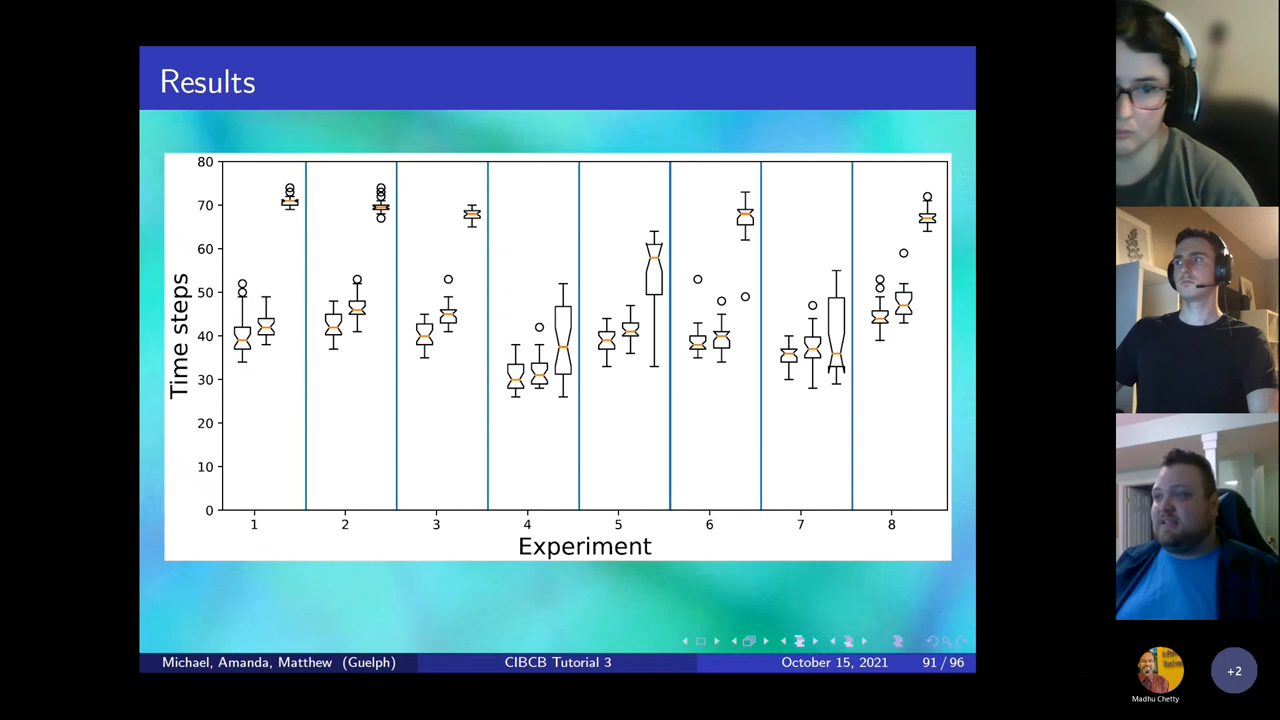 Results
80
70
60
50
40
30
20
10
0
Time steps
1 2 3 4 5 6 7 8
Experiment
Michael, Amanda, Matthew (Guelph) CIBCB Tutorial 3 October 15, 2021 91 / 96
Madhu Chetty
+2